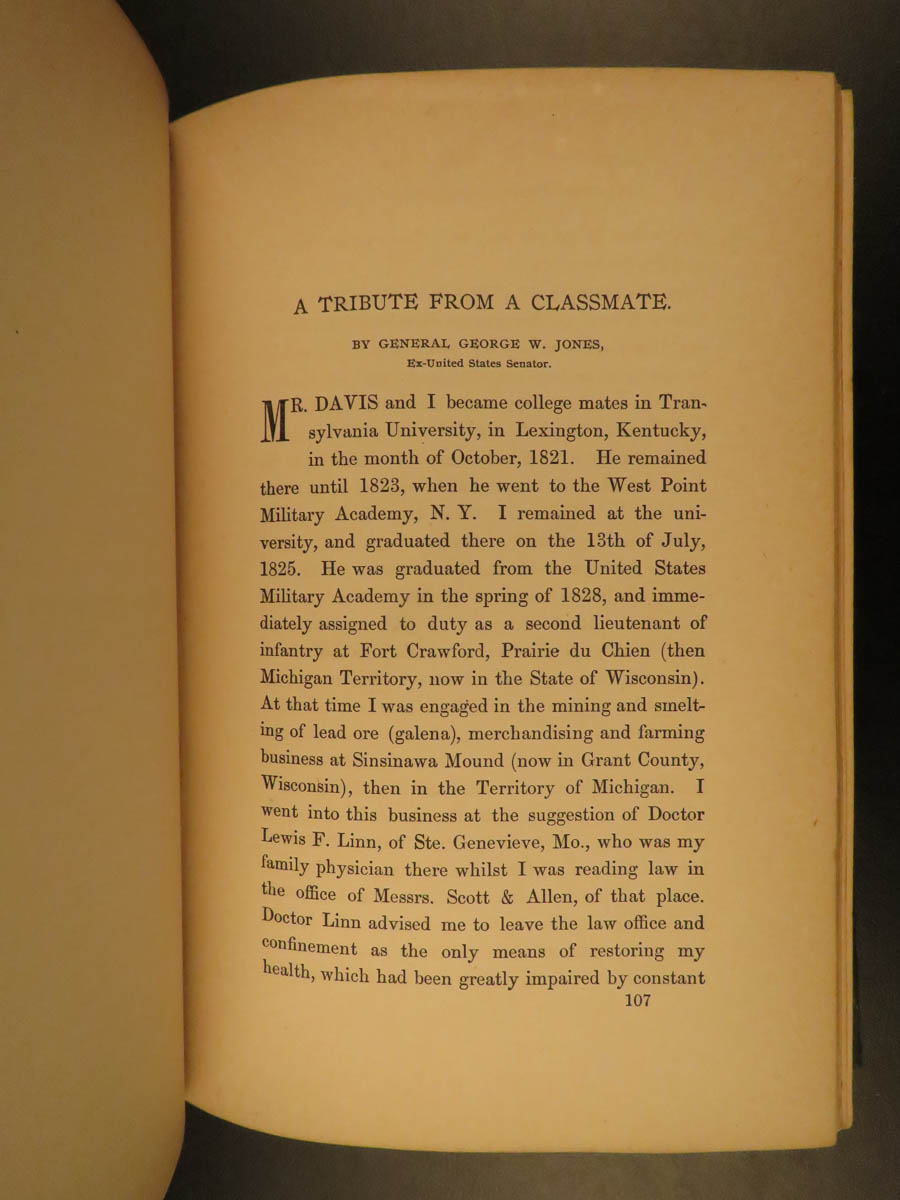 A TRIBUTE FROM A CLASSMATE.
BY GENERAL GEORGE W. JONES,
Ex-United States Senator.
MR. DAVIS and I became college mates in Tran-
sylvania University, in Lexington, Kentucky,
in the month of October, 1821. He remained
there until 1823, when he went to the West Point
Military Academy, N. Y. I remained at the uni-
versity, and graduated there on the 13th of July,
1825. He was graduated from the United States
Military Academy in the spring of 1828, and imme-
diately assigned to duty as a second lieutenant of
infantry at Fort Crawford, Prairie du Chien (then
Michigan Territory, now in the State of Wisconsin).
At that time I was engaged in the mining and smelt-
ing of lead ore (galena), merchandising and farming
business at Sinsinawa Mound (now in Grant County,
Wisconsin), then in the Territory of Michigan. I
went into this business at the suggestion of Doctor
Lewis F. Linn, of Ste. Genevieve, Mo., who was my
family physician there whilst I was reading law in
the office of Messrs. Scott & Allen, of that place.
Doctor Linn advised me to leave the law office and
confinement as the only means of restoring my
health, which had been greatly impaired by constant
107